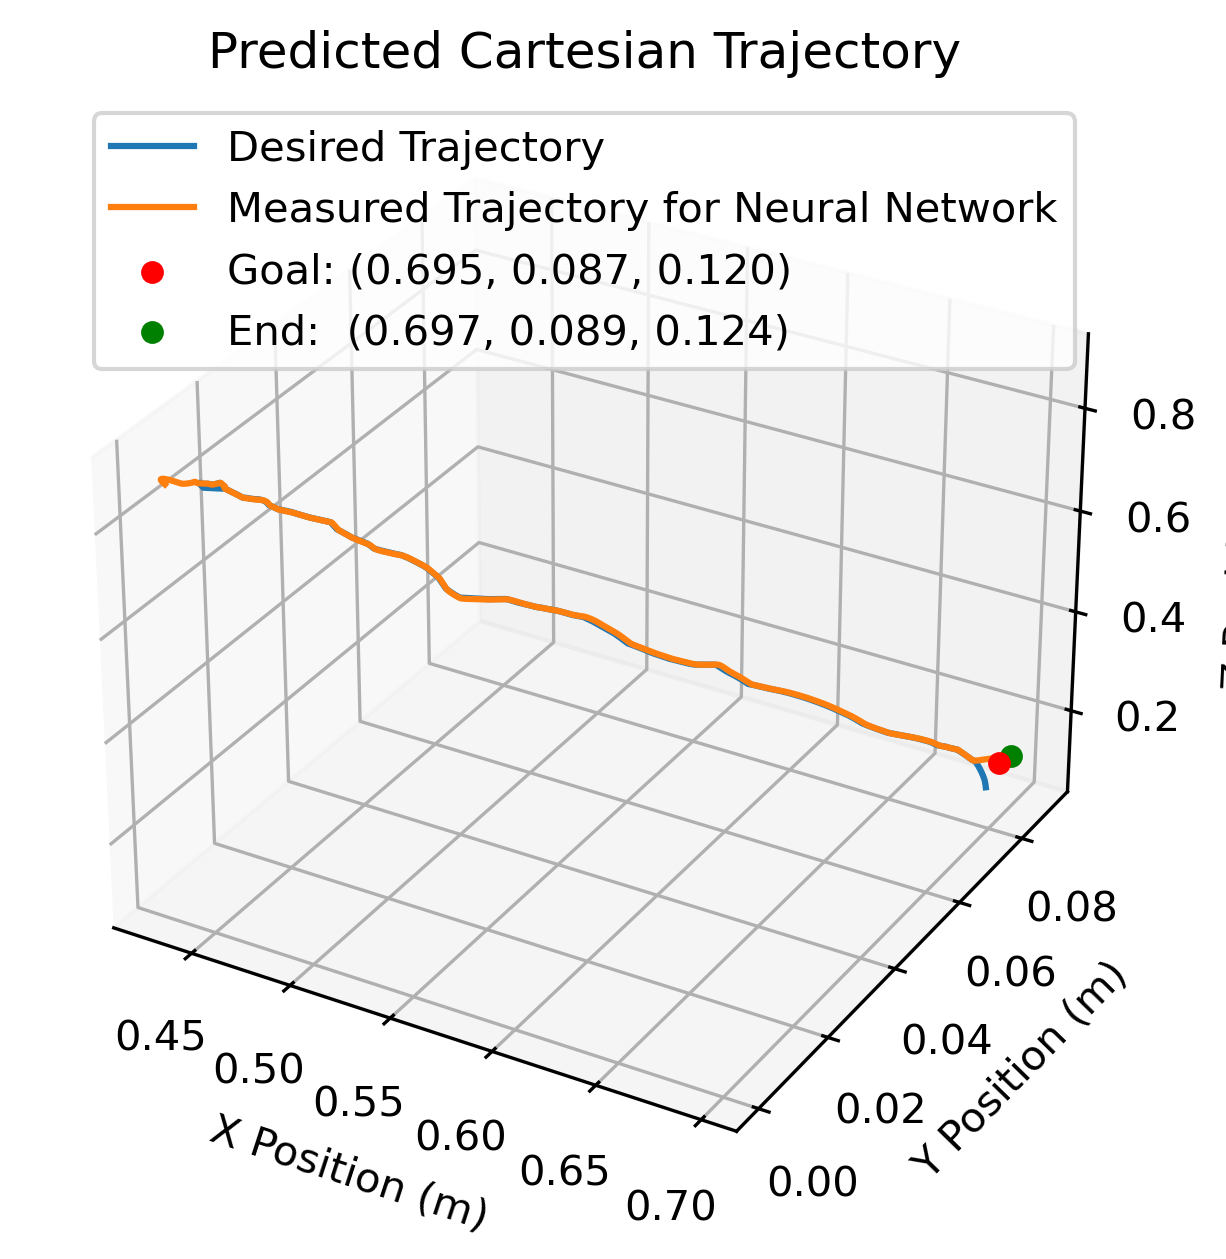 Predicted Cartesian Trajectory
Desired Trajectory
Measured Trajectory for Neural Network
Goal: (0.695, 0.087, 0.120)
End: (0.697, 0.089, 0.124)
0.8
0.6
0.4
0.2
0.08
0.06
0.04
0.02
0.00
Y Position (m)
0.45
0.50
0.55
0.60
0.65
0.70
X Position (m)